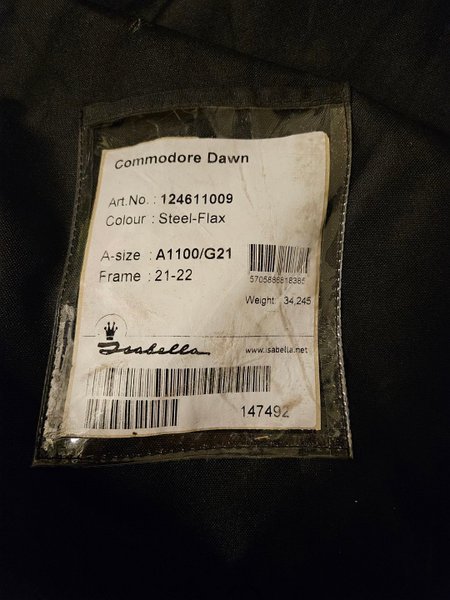 Commodore Dawn
Art.No. : 124611009
Colour : Steel-Flax
A-size : A1100/G21
Frame : 21-22
5705886818385
Weight: 34,245
Isabella
www.isabella.net
147492